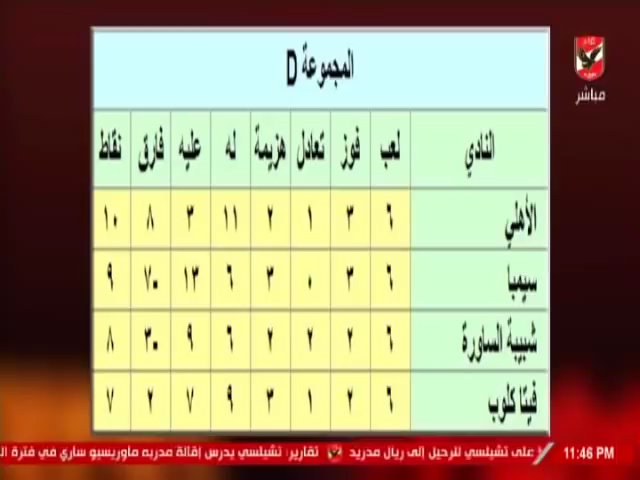 المجموعة D
النادي لعب فوز تعادل هزيمة له عليه فارق نقاط
الأهلي ٦ ٣ ١ ٢ ١١ ٣ ٨ ١٠
سيمبا ٦ ٣ ٠ ٣ ٦ ١٣ ٧- ٩
شبيبة الساورة ٦ ٢ ٢ ٢ ٦ ٩ ٣- ٨
فيتا كلوب ٦ ٢ ١ ٣ ٩ ٧ ٢ ٧
مباشر
على تشيلسي للرحيل إلى ريال مدريد تقارير: تشيلسي يدرس إقالة مدربه ماوريسيو ساري في فترة
11:46 PM